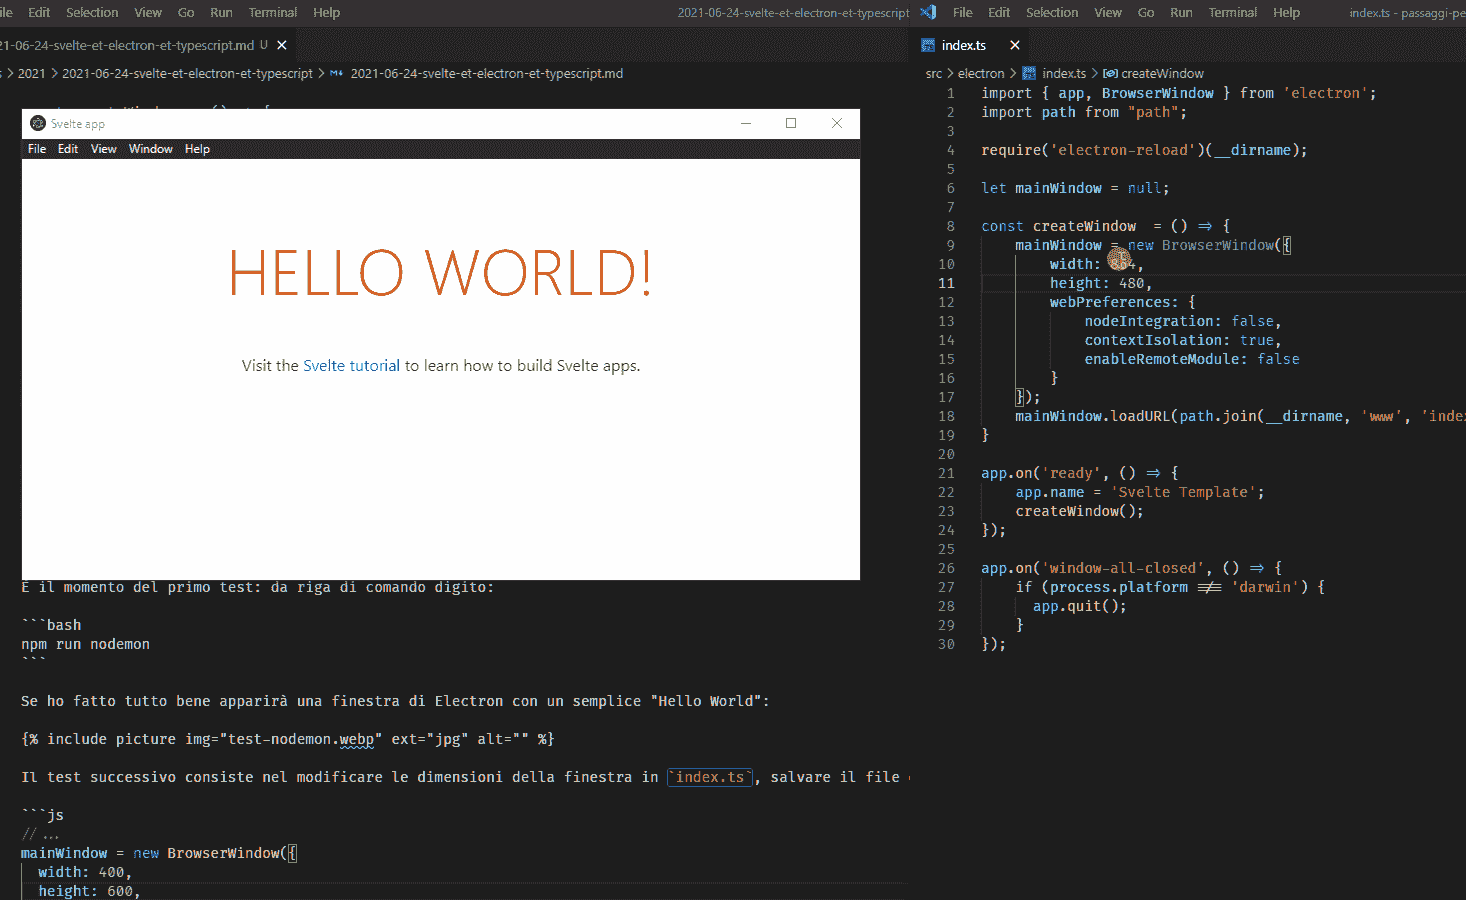 ile Edit Selection View Go Run Terminal Help 2021-06-24-svelte-et-electron-et-typescript
21-06-24-svelte-et-electron-et-typescript.md U
s > 2021 > 2021-06-24-svelte-et-electron-et-typescript > 2021-06-24-svelte-et-electron-et-typescript.md
Svelte app
File Edit View Window Help
HELLO WORLD!
Visit the Svelte tutorial to learn how to build Svelte apps.
È il momento del primo test: da riga di comando digito:
```bash
npm run nodemon
```
Se ho fatto tutto bene apparirà una finestra di Electron con un semplice "Hello World":
{% include picture img="test-nodemon.webp" ext="jpg" alt="" %}
Il test successivo consiste nel modificare le dimensioni della finestra in `index.ts`, salvare il file
```js
// ...
mainWindow = new BrowserWindow({
width: 400,
height: 600,
File Edit Selection View Go Run Terminal Help index.ts - passaggi-pe
index.ts
src > electron > index.ts > createWindow
1 import { app, BrowserWindow } from 'electron';
2 import path from "path";
3
4 require('electron-reload')(__dirname);
5
6 let mainWindow = null;
7
8 const createWindow = () => {
9 mainWindow = new BrowserWindow({
10 width:
11 height: 480,
12 webPreferences: {
13 nodeIntegration: false,
14 contextIsolation: true,
15 enableRemoteModule: false
16 }
17 });
18 mainWindow.loadURL(path.join(__dirname, 'www', 'index
19 }
20
21 app.on('ready', () => {
22 app.name = 'Svelte Template';
23 createWindow();
24 });
25
26 app.on('window-all-closed', () => {
27 if (process.platform !== 'darwin') {
28 app.quit();
29 }
30 });